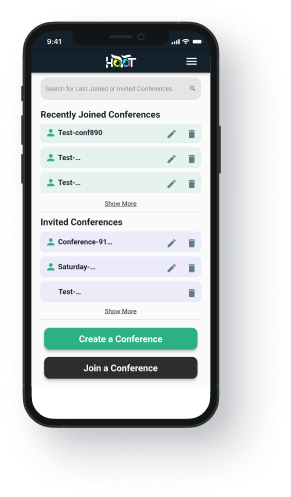 9:41
HOOT
Search for Last Joined or Invited Conferences
Recently Joined Conferences
Test-conf890
Test-...
Test-...
Show More
Invited Conferences
Conference-91...
Saturday-...
Test-...
Show More
Create a Conference
Join a Conference